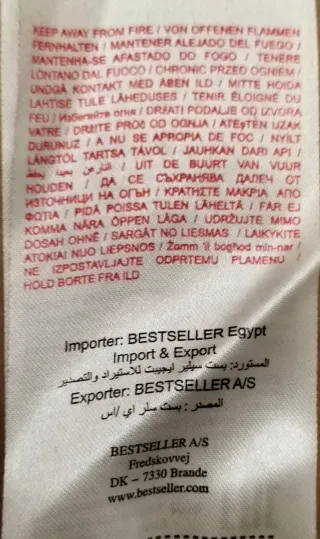 KEEP AWAY FROM FIRE / VON OFFENEN FLAMMEN
FERNHALTEN / MANTENER ALEJADO DEL FUEGO /
MANTENHA-SE AFASTADO DO FOGO / TENERE
LONTANO DAL FUOCO / CHRONIC PRZED OGNIEM /
UNDGÅ KONTAKT MED ÅBEN ILD / MITTE HOIDA
LAHTISE TULE LÄHEDUSES / TENIR ÉLOIGNÉ DU
FEU / Избегайте огня / DRŽATI PODALJE OD IZVORA
VATRE / DRŽITE PROČ OD OGNJA / ATEŞTEN UZAK
DURUNUZ / A NU SE APROPIA DE FOC / NYÍLT
LÁNGTÓL TARTSA TÁVOL / JAUHKAN DARI API /
يحفظ بعيدا عن النار / UIT DE BUURT VAN VUUR
HOUDEN / ДА СЕ СЪХРАНЯВА ДАЛЕЧ ОТ
ИЗТОЧНИЦИ НА ОГЪН / ΚΡΑΤΗΣΤΕ ΜΑΚΡΙΑ ΑΠΟ
ΦΩΤΙΑ / PIDÄ POISSA TULEN LÄHELTÄ / FÅR EJ
KOMMA NÄRA ÖPPEN LÅGA / UDRŽUJTE MIMO
DOSAH OHNĚ / SARGĀT NO LIESMAS / LAIKYKITE
ATOKIAI NUO LIEPSNOS / Żomm 'il bogħod min-nar /
NE IZPOSTAVLJAJTE ODPRTEMU PLAMENU /
HOLD BORTE FRA ILD
Importer: BESTSELLER Egypt
Import & Export
المستورد: بست سيلير ايجيبت للاستيراد والتصدير
Exporter: BESTSELLER A/S
المصدر : بست سلر اي /اس
BESTSELLER A/S
Fredskovvej
DK – 7330 Brande
www.bestseller.com